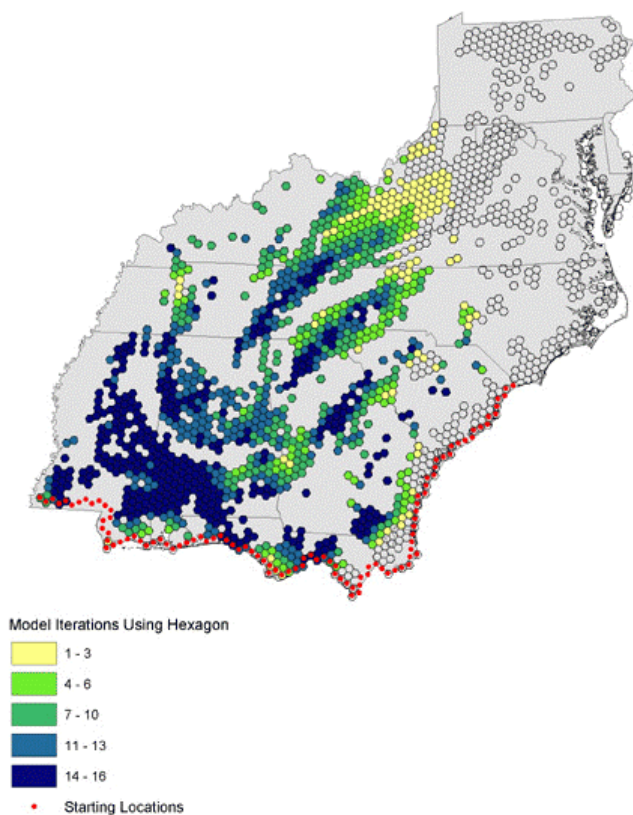 Model Iterations Using Hexagon
1 - 3
4 - 6
7 - 10
11 - 13
14 - 16
Starting Locations